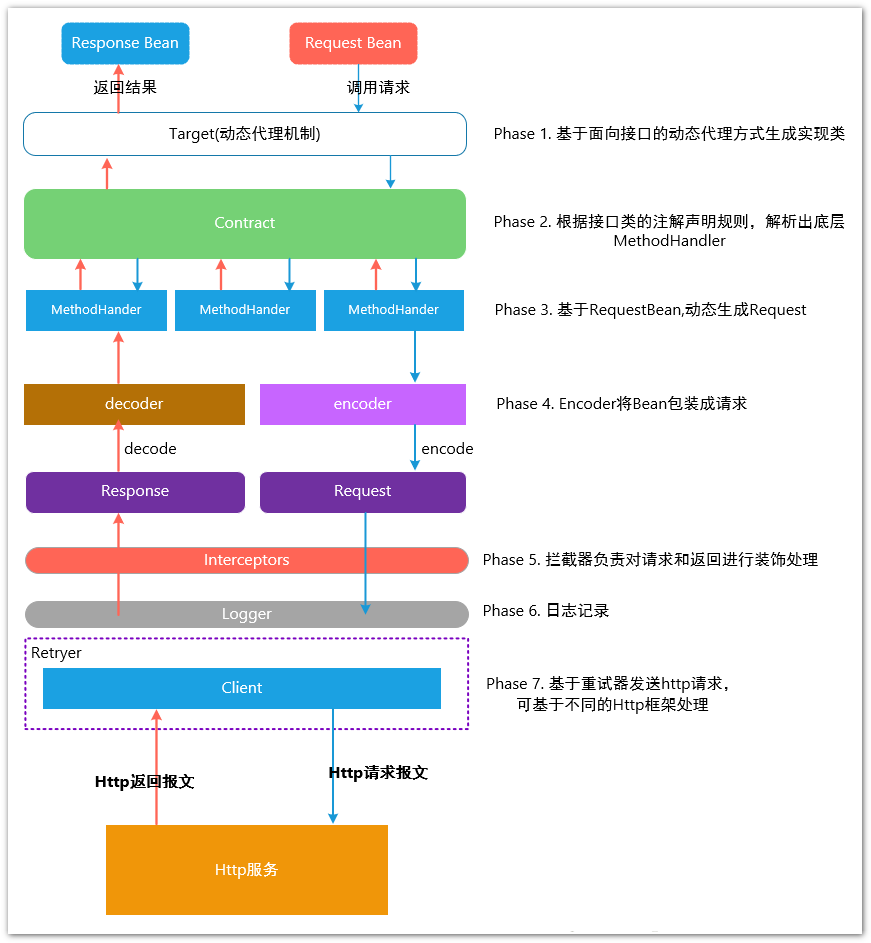 Response Bean
Request Bean
返回结果
调用请求
Target(动态代理机制)
Phase 1. 基于面向接口的动态代理方式生成实现类
Contract
Phase 2. 根据接口类的注解声明规则，解析出底层
MethodHandler
MethodHander
MethodHander
MethodHander
Phase 3. 基于RequestBean,动态生成Request
decoder
encoder
Phase 4. Encoder将Bean包装成请求
decode
encode
Response
Request
Interceptors
Phase 5. 拦截器负责对请求和返回进行装饰处理
Logger
Phase 6. 日志记录
Retryer
Client
Phase 7. 基于重试器发送http请求，
可基于不同的Http框架处理
Http返回报文
Http请求报文
Http服务